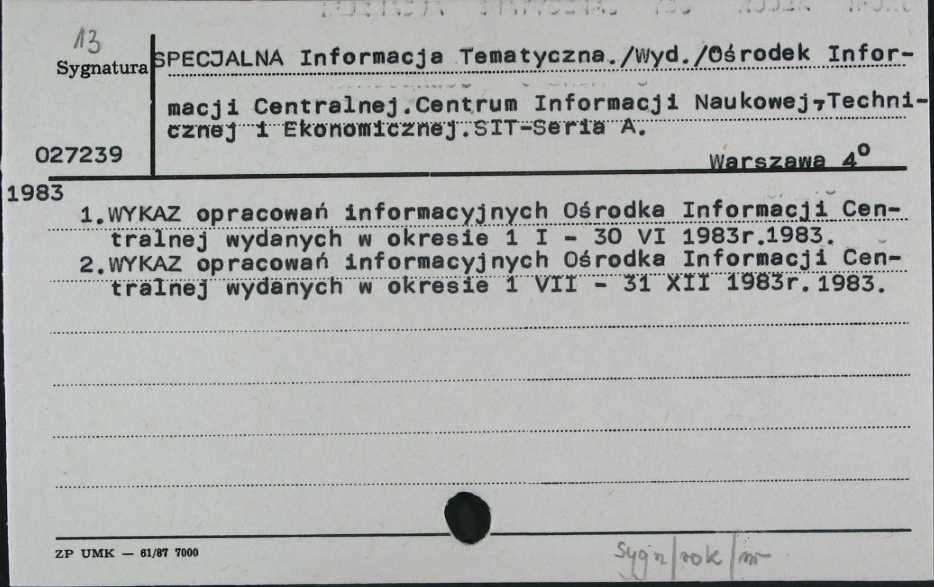 13
Sygnatura
SPECJALNA Informacja Tematyczna./Wyd./Ośrodek Infor-
macji Centralnej.Centrum Informacji Naukowej,Techni-
cznej i Ekonomicznej.SIT-Seria A.
027239
Warszawa 4°
1983
1.WYKAZ opracowań informacyjnych Ośrodka Informacji Cen-
tralnej wydanych w okresie 1 I - 30 VI 1983r.1983.
2.WYKAZ opracowań informacyjnych Ośrodka Informacji Cen-
tralnej wydanych w okresie 1 VII - 31 XII 1983r.1983.
ZP UMK — 61/87 7000
sygn/rok/nr